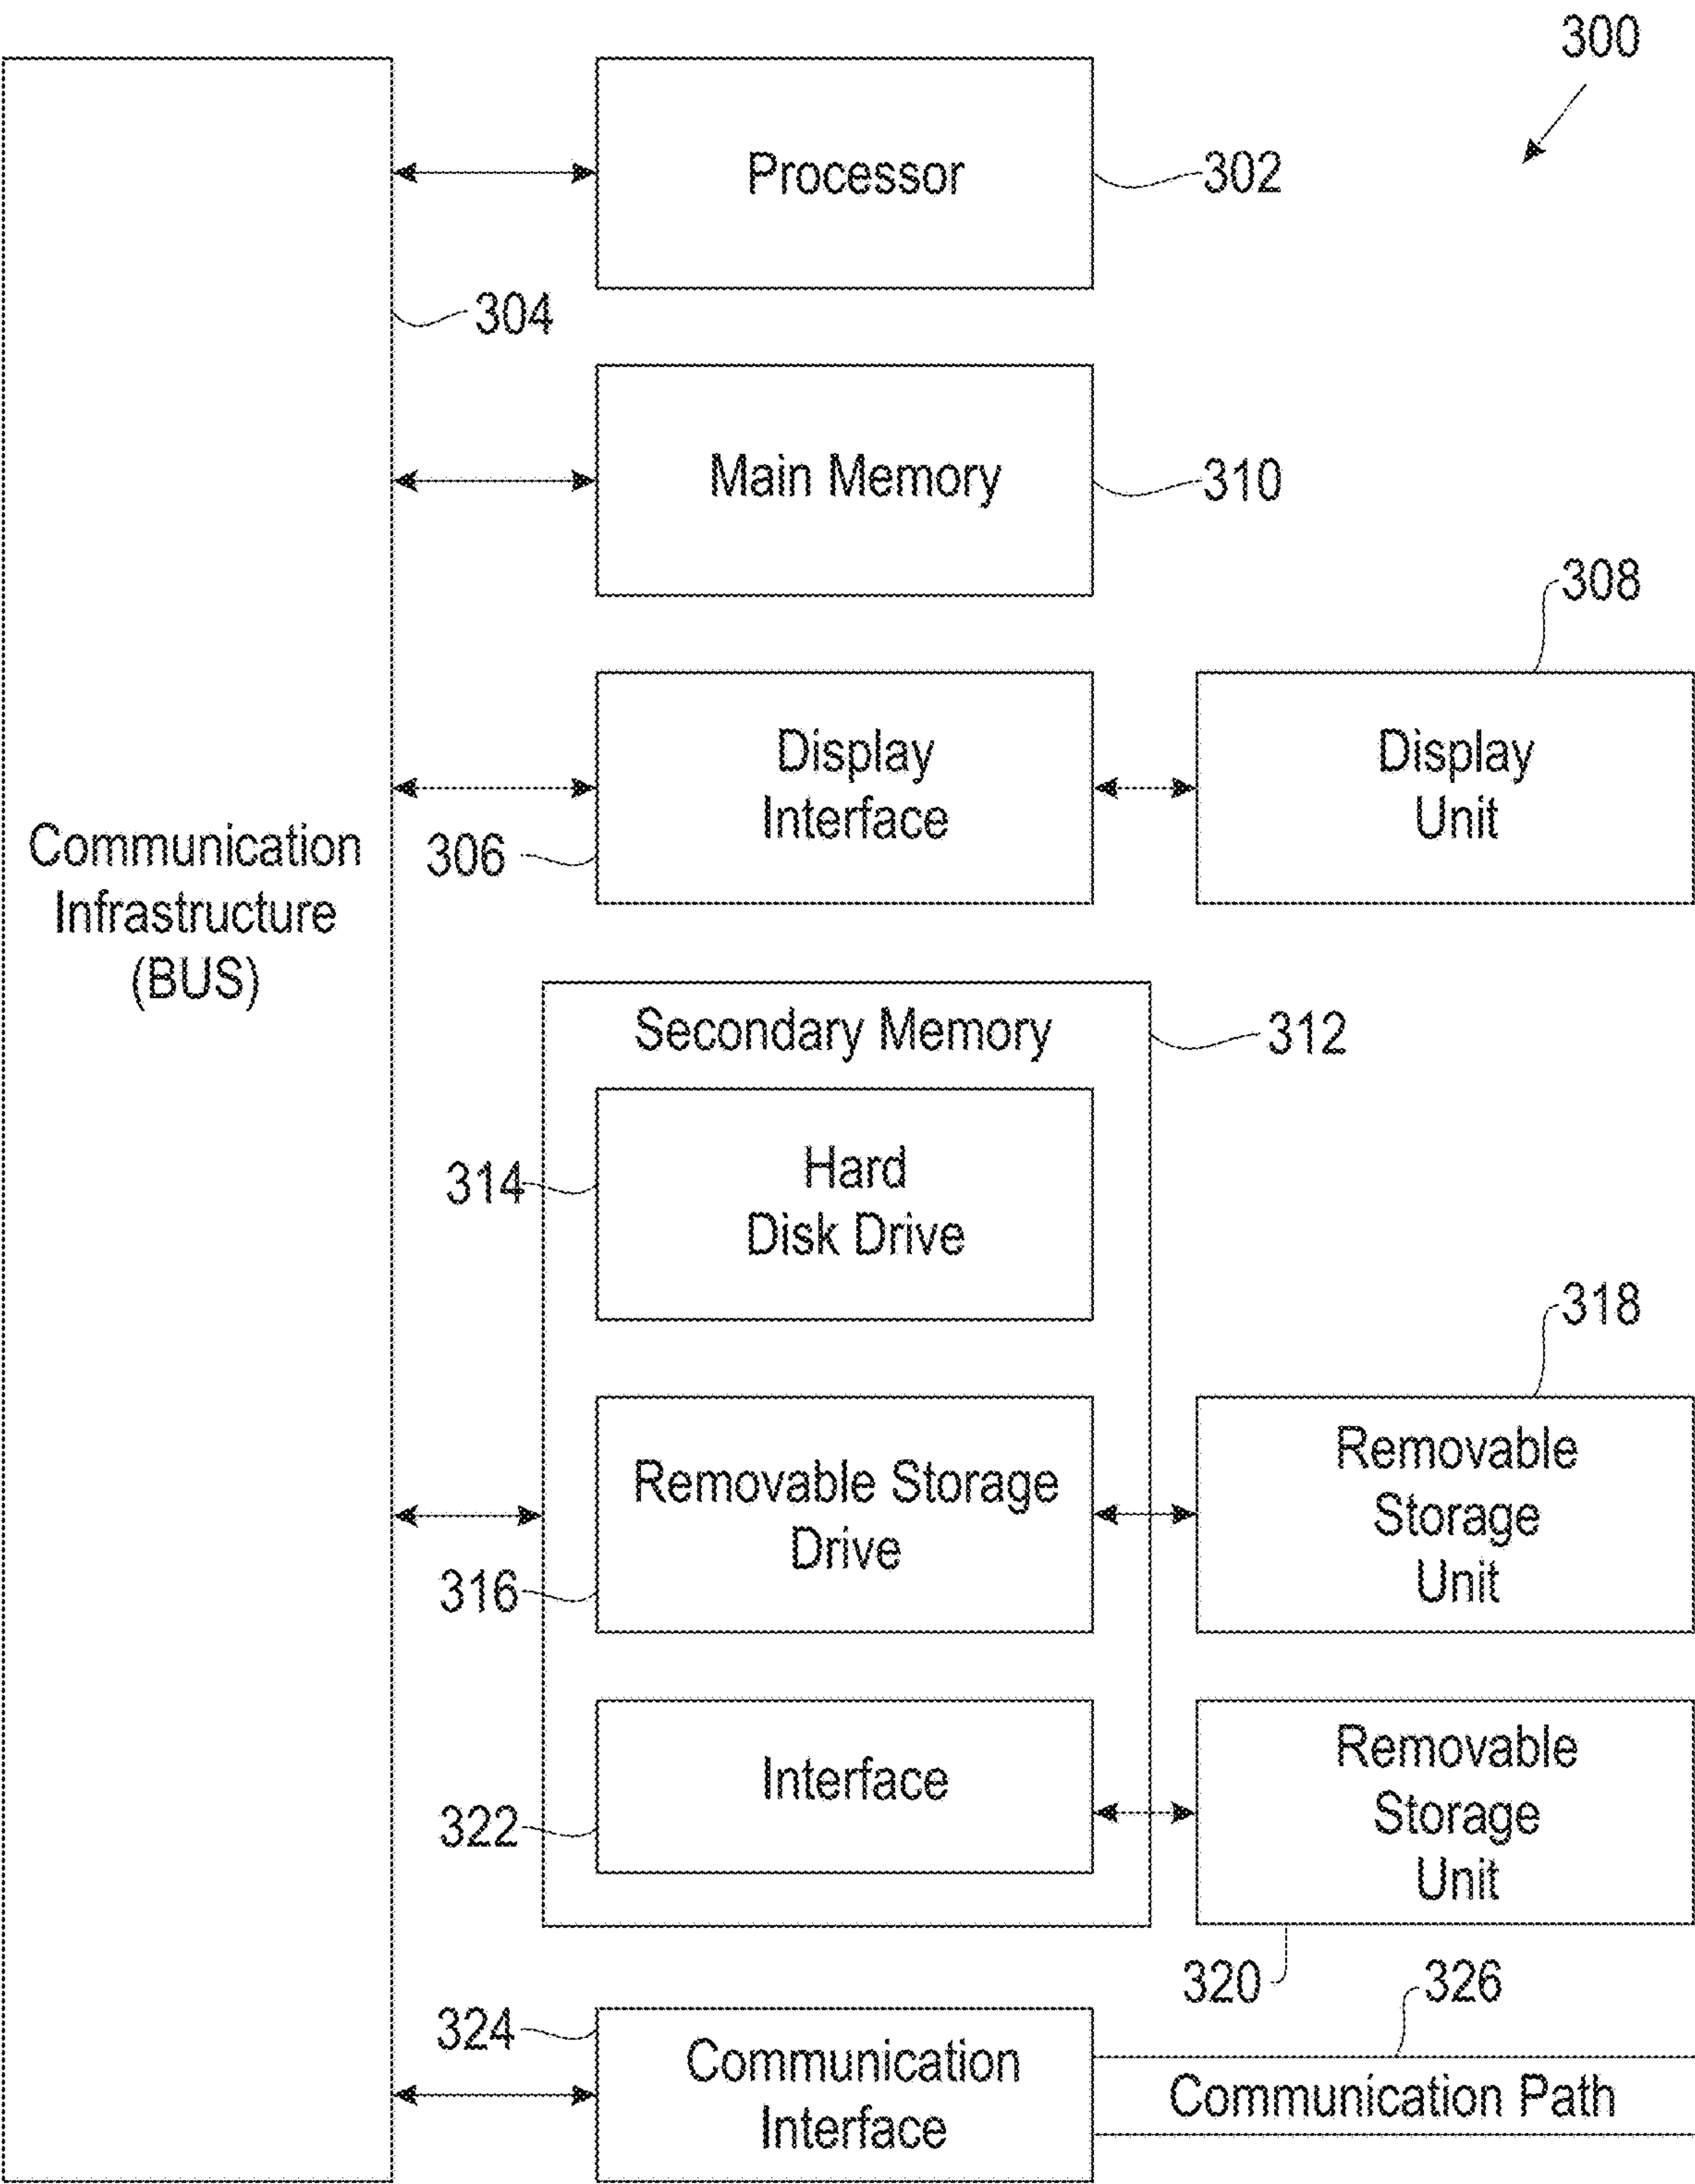 300
Processor
302
304
Main Memory
310
308
Display
Interface
Display
Unit
306
Communication
Infrastructure
(BUS)
Secondary Memory
312
Hard
Disk Drive
314
318
Removable Storage
Drive
Removable
Storage
Unit
316
Interface
Removable
Storage
Unit
322
320
326
324
Communication
Interface
Communication Path